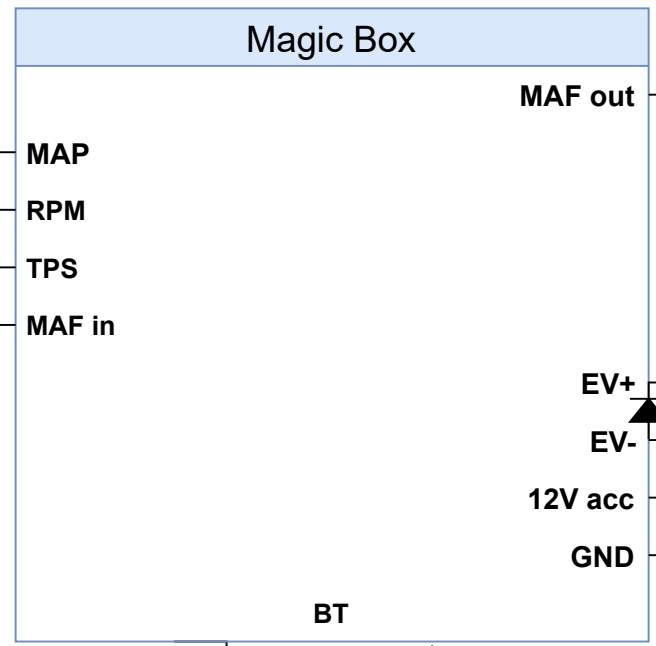 Magic Box
MAF out
MAP
RPM
TPS
MAF in
EV+
EV-
12V acc
GND
BT